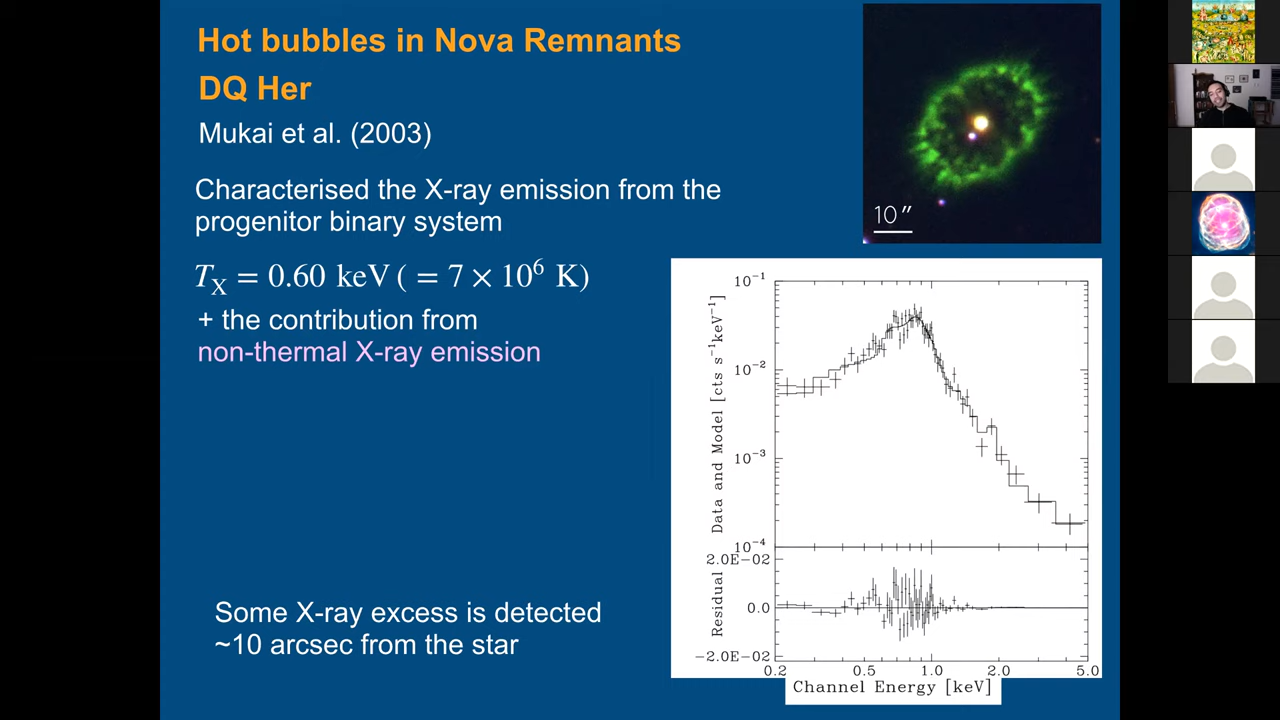 Hot bubbles in Nova Remnants
DQ Her
Mukai et al. (2003)
Characterised the X-ray emission from the
progenitor binary system
T_X = 0.60 keV ( = 7 × 10⁶ K)
+ the contribution from
non-thermal X-ray emission
Some X-ray excess is detected
~10 arcsec from the star
10″
Data and Model [cts s⁻¹keV⁻¹]
10⁻¹
10⁻²
10⁻³
10⁻⁴
Residual
2.0E−02
0.0
−2.0E−02
0.2 0.5 1.0 2.0 5.0
Channel Energy [keV]